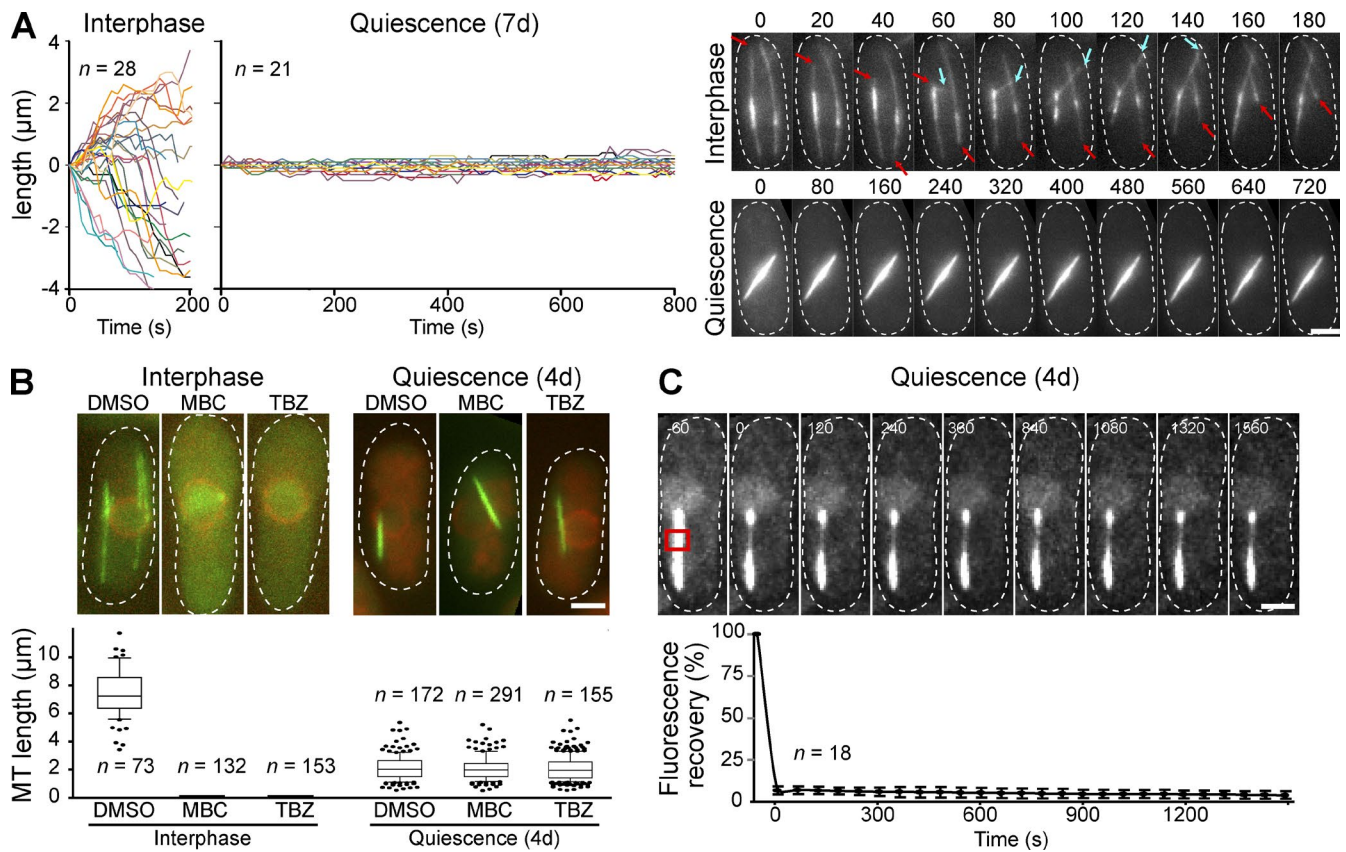 A
Interphase
Quiescence (7d)
length (µm)
4
2
0
-2
-4
n = 28
n = 21
0 200
0 200 400 600 800
Time (s)
Time (s)
0 20 40 60 80 100 120 140 160 180
Interphase
0 80 160 240 320 400 480 560 640 720
Quiescence
B
Interphase
Quiescence (4d)
DMSO MBC TBZ
DMSO MBC TBZ
MT length (µm)
10
8
6
4
2
0
n = 73 n = 132 n = 153
n = 172 n = 291 n = 155
DMSO MBC TBZ
DMSO MBC TBZ
Interphase
Quiescence (4d)
C
Quiescence (4d)
-60 0 120 240 360 840 1080 1320 1560
Fluorescence
recovery (%)
100
75
50
25
0
n = 18
0 300 600 900 1200
Time (s)